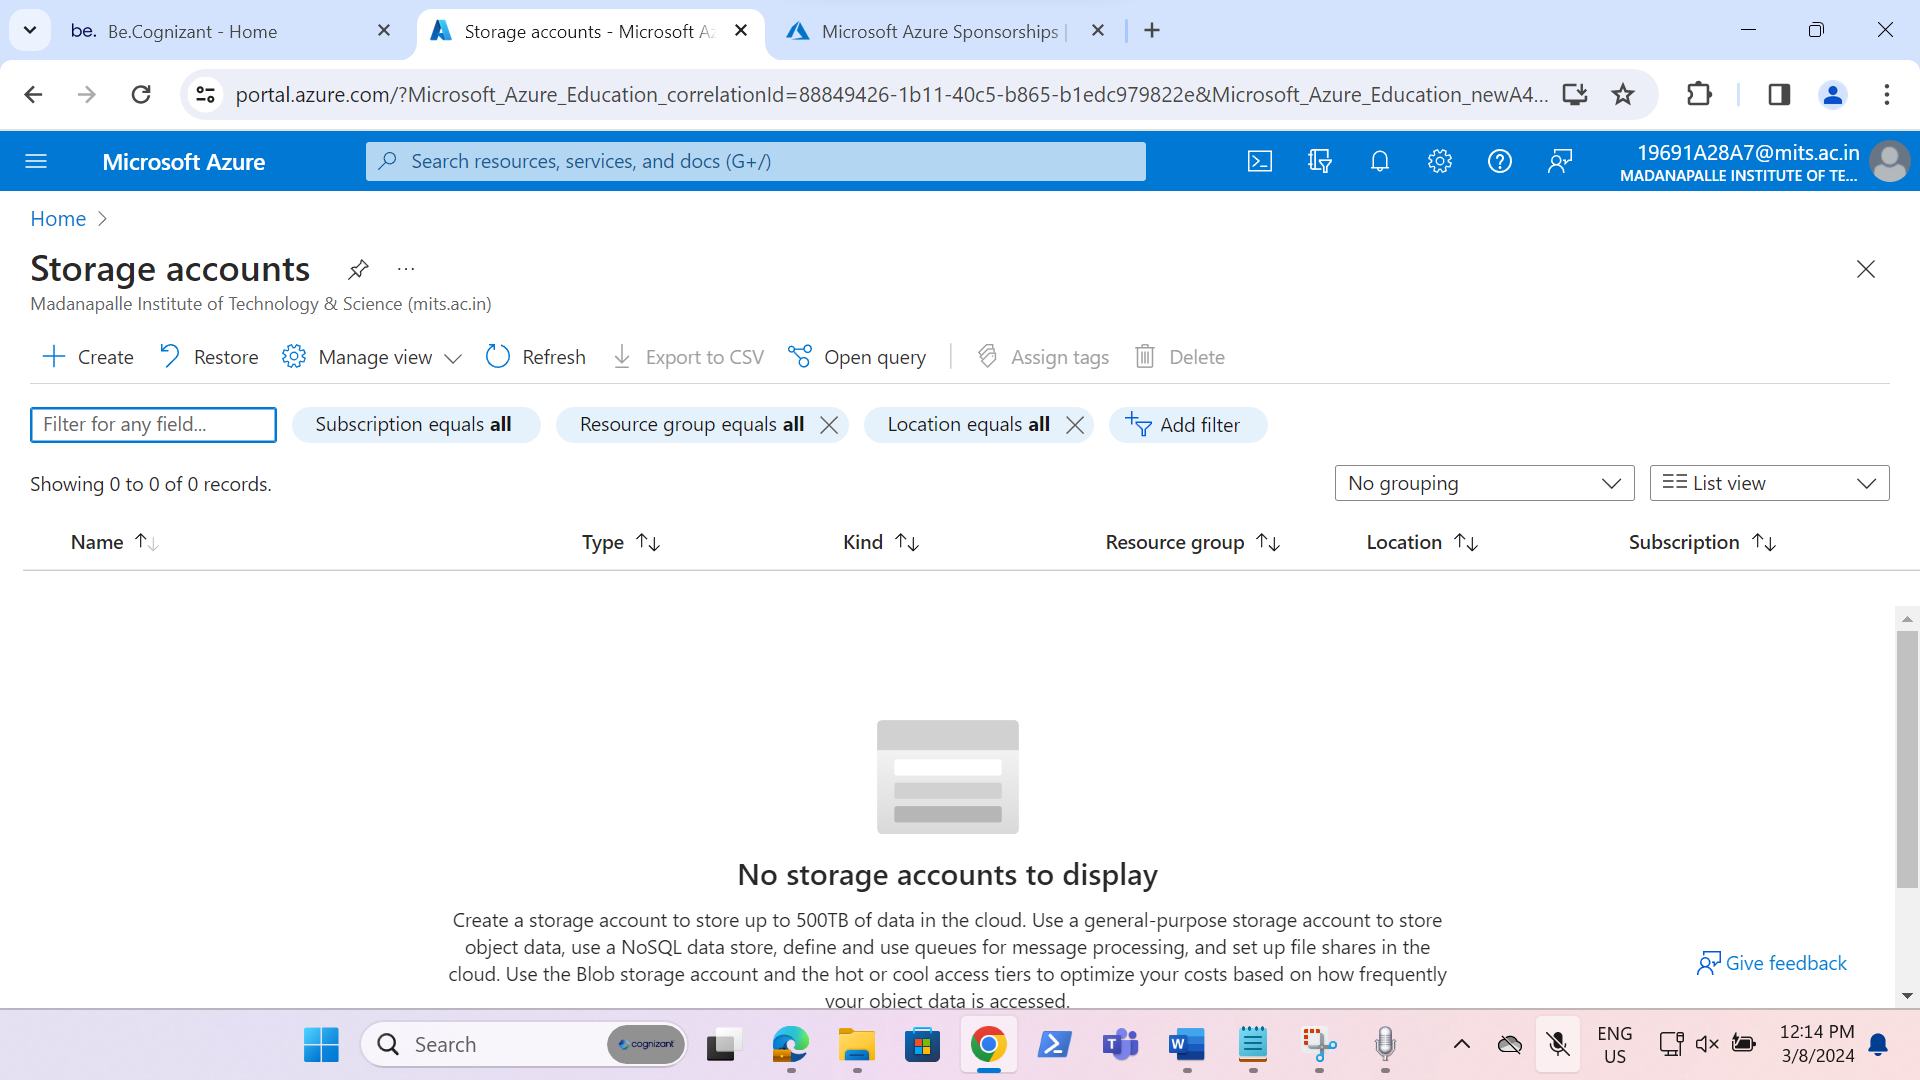 be. Be.Cognizant - Home
Storage accounts - Microsoft Az
Microsoft Azure Sponsorships |
portal.azure.com/?Microsoft_Azure_Education_correlationId=88849426-1b11-40c5-b865-b1edc979822e&Microsoft_Azure_Education_newA4...
Microsoft Azure
Search resources, services, and docs (G+/)
19691A28A7@mits.ac.in
MADANAPALLE INSTITUTE OF TE...
Home
Storage accounts
...
Madanapalle Institute of Technology & Science (mits.ac.in)
Create Restore Manage view Refresh Export to CSV Open query Assign tags Delete
Filter for any field... Subscription equals all Resource group equals all Location equals all Add filter
Showing 0 to 0 of 0 records.
No grouping List view
Name Type Kind Resource group Location Subscription
No storage accounts to display
Create a storage account to store up to 500TB of data in the cloud. Use a general-purpose storage account to store
object data, use a NoSQL data store, define and use queues for message processing, and set up file shares in the
cloud. Use the Blob storage account and the hot or cool access tiers to optimize your costs based on how frequently
your object data is accessed.
Give feedback
Search cognizant
ENG
US
12:14 PM
3/8/2024